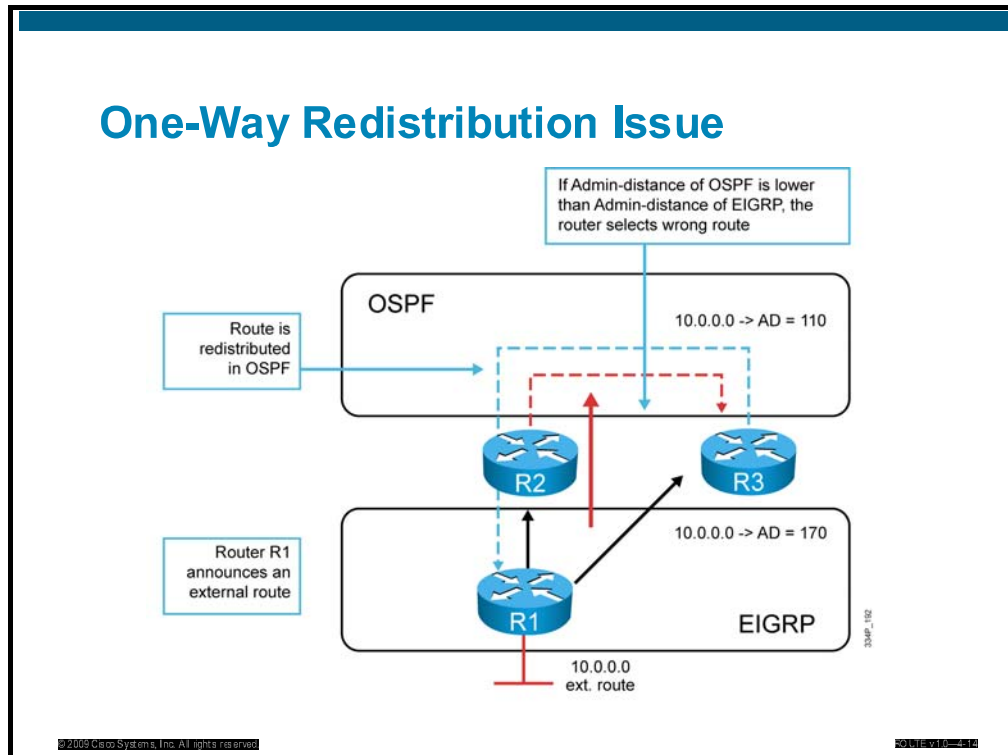 One-Way Redistribution Issue
If Admin-distance of OSPF is lower
than Admin-distance of EIGRP, the
router selects wrong route
OSPF
10.0.0.0 -> AD = 110
Route is
redistributed
in OSPF
R2
R3
10.0.0.0 -> AD = 170
Router R1
announces an
external route
R1
EIGRP
334P_192
10.0.0.0
ext. route
© 2009 Cisco Systems, Inc. All rights reserved.
ROUTE v1.0—4-14